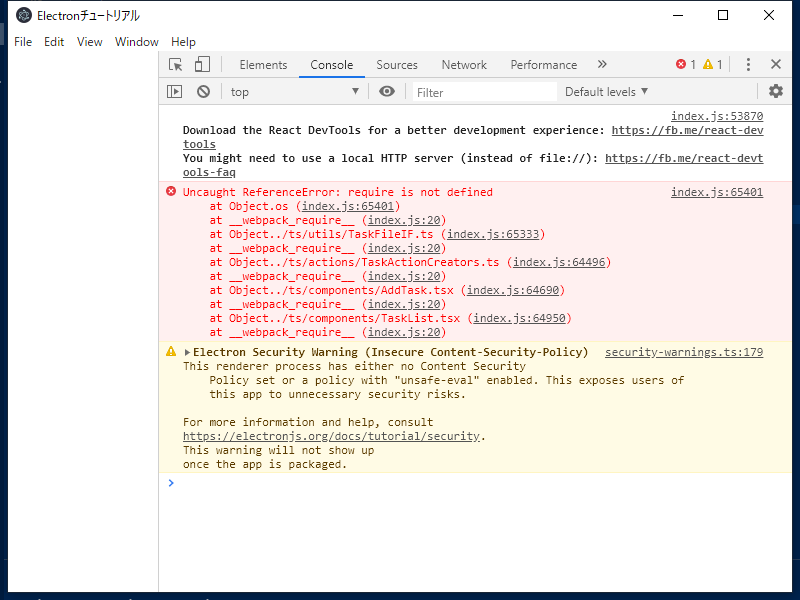 Electronチュートリアル
File Edit View Window Help
Elements Console Sources Network Performance » 1 1
top Filter Default levels
index.js:53870
Download the React DevTools for a better development experience: https://fb.me/react-dev
tools
You might need to use a local HTTP server (instead of file://): https://fb.me/react-devt
ools-faq
Uncaught ReferenceError: require is not defined index.js:65401
at Object.os (index.js:65401)
at __webpack_require__ (index.js:20)
at Object../ts/utils/TaskFileIF.ts (index.js:65333)
at __webpack_require__ (index.js:20)
at Object../ts/actions/TaskActionCreators.ts (index.js:64496)
at __webpack_require__ (index.js:20)
at Object../ts/components/AddTask.tsx (index.js:64690)
at __webpack_require__ (index.js:20)
at Object../ts/components/TaskList.tsx (index.js:64950)
at __webpack_require__ (index.js:20)
Electron Security Warning (Insecure Content-Security-Policy) security-warnings.ts:179
This renderer process has either no Content Security
Policy set or a policy with "unsafe-eval" enabled. This exposes users of
this app to unnecessary security risks.
For more information and help, consult
https://electronjs.org/docs/tutorial/security.
This warning will not show up
once the app is packaged.